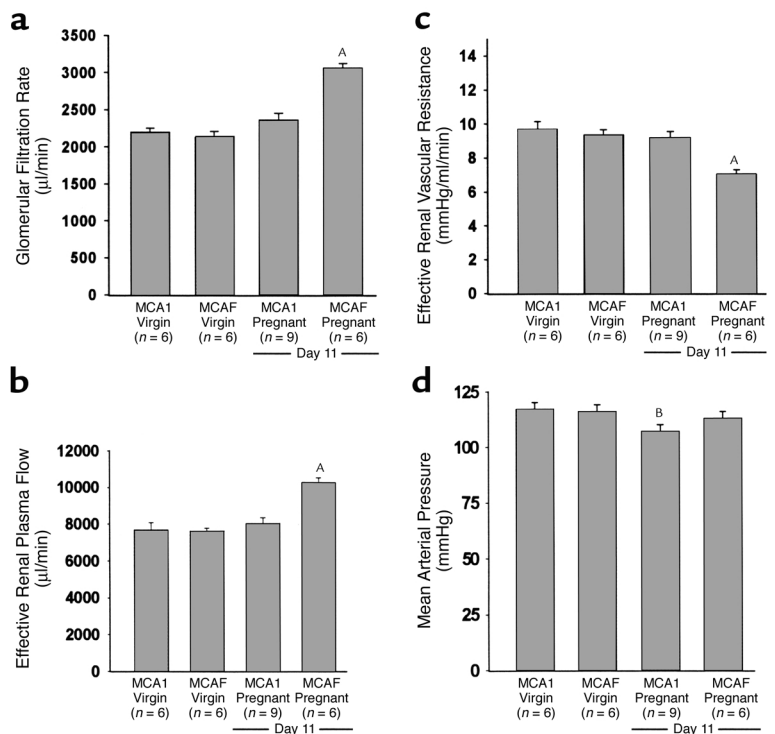 a
Glomerular Filtration Rate
(μl/min)
3500
3000
2500
2000
1500
1000
500
0
A
MCA1 MCAF MCA1 MCAF
Virgin Virgin Pregnant Pregnant
(n = 6) (n = 6) (n = 9) (n = 6)
Day 11
c
Effective Renal Vascular Resistance
(mmHg/ml/min)
14
12
10
8
6
4
2
0
A
MCA1 MCAF MCA1 MCAF
Virgin Virgin Pregnant Pregnant
(n = 6) (n = 6) (n = 9) (n = 6)
Day 11
b
Effective Renal Plasma Flow
(μl/min)
12000
10000
8000
6000
4000
2000
0
A
MCA1 MCAF MCA1 MCAF
Virgin Virgin Pregnant Pregnant
(n = 6) (n = 6) (n = 9) (n = 6)
Day 11
d
Mean Arterial Pressure
(mmHg)
125
100
75
50
25
0
B
MCA1 MCAF MCA1 MCAF
Virgin Virgin Pregnant Pregnant
(n = 6) (n = 6) (n = 9) (n = 6)
Day 11